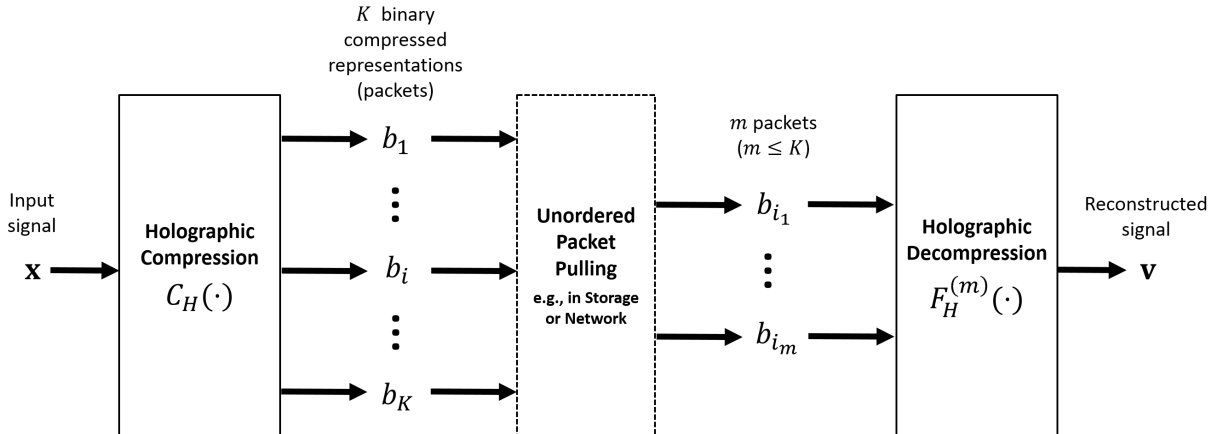 K binary
compressed
representations
(packets)
Input
signal
x
Holographic
Compression
C_H(·)
b_1
⋮
b_i
⋮
b_K
Unordered
Packet
Pulling
e.g., in Storage
or Network
m packets
(m ≤ K)
b_{i_1}
⋮
b_{i_m}
Holographic
Decompression
F_H^{(m)}(·)
Reconstructed
signal
v